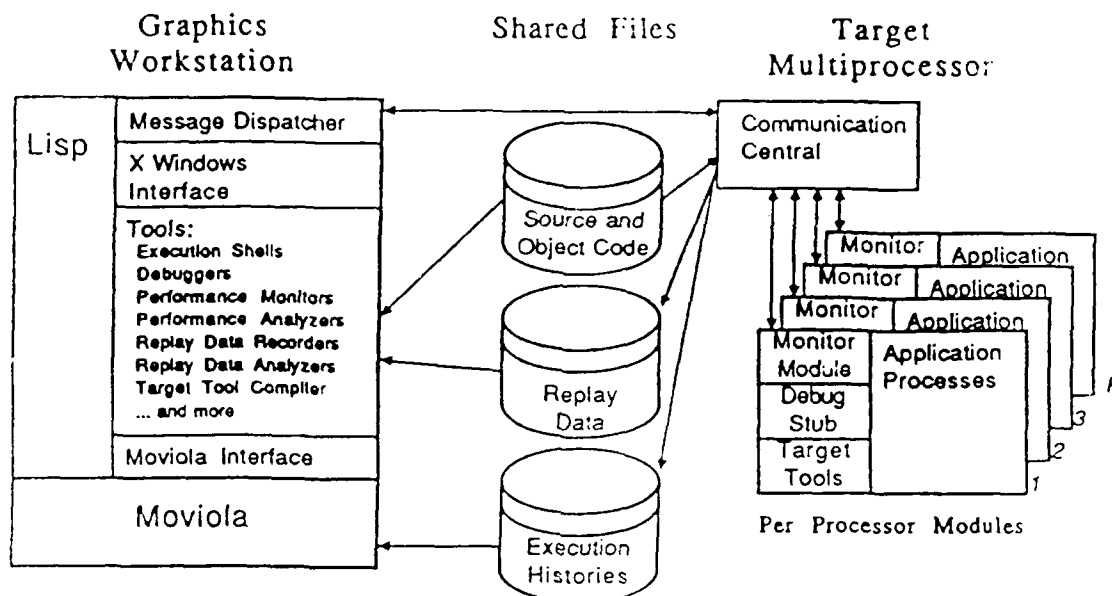 Graphics
Workstation
Shared Files
Target
Multiprocessor
Lisp
Message Dispatcher
X Windows
Interface
Tools:
Execution Shells
Debuggers
Performance Monitors
Performance Analyzers
Replay Data Recorders
Replay Data Analyzers
Target Tool Compiler
... and more
Moviola Interface
Moviola
Source and
Object Code
Replay
Data
Execution
Histories
Communication
Central
Monitor
Application
Monitor
Application
Monitor
Application
Monitor
Module
Debug
Stub
Target
Tools
Application
Processes
1
2
3
Per Processor Modules